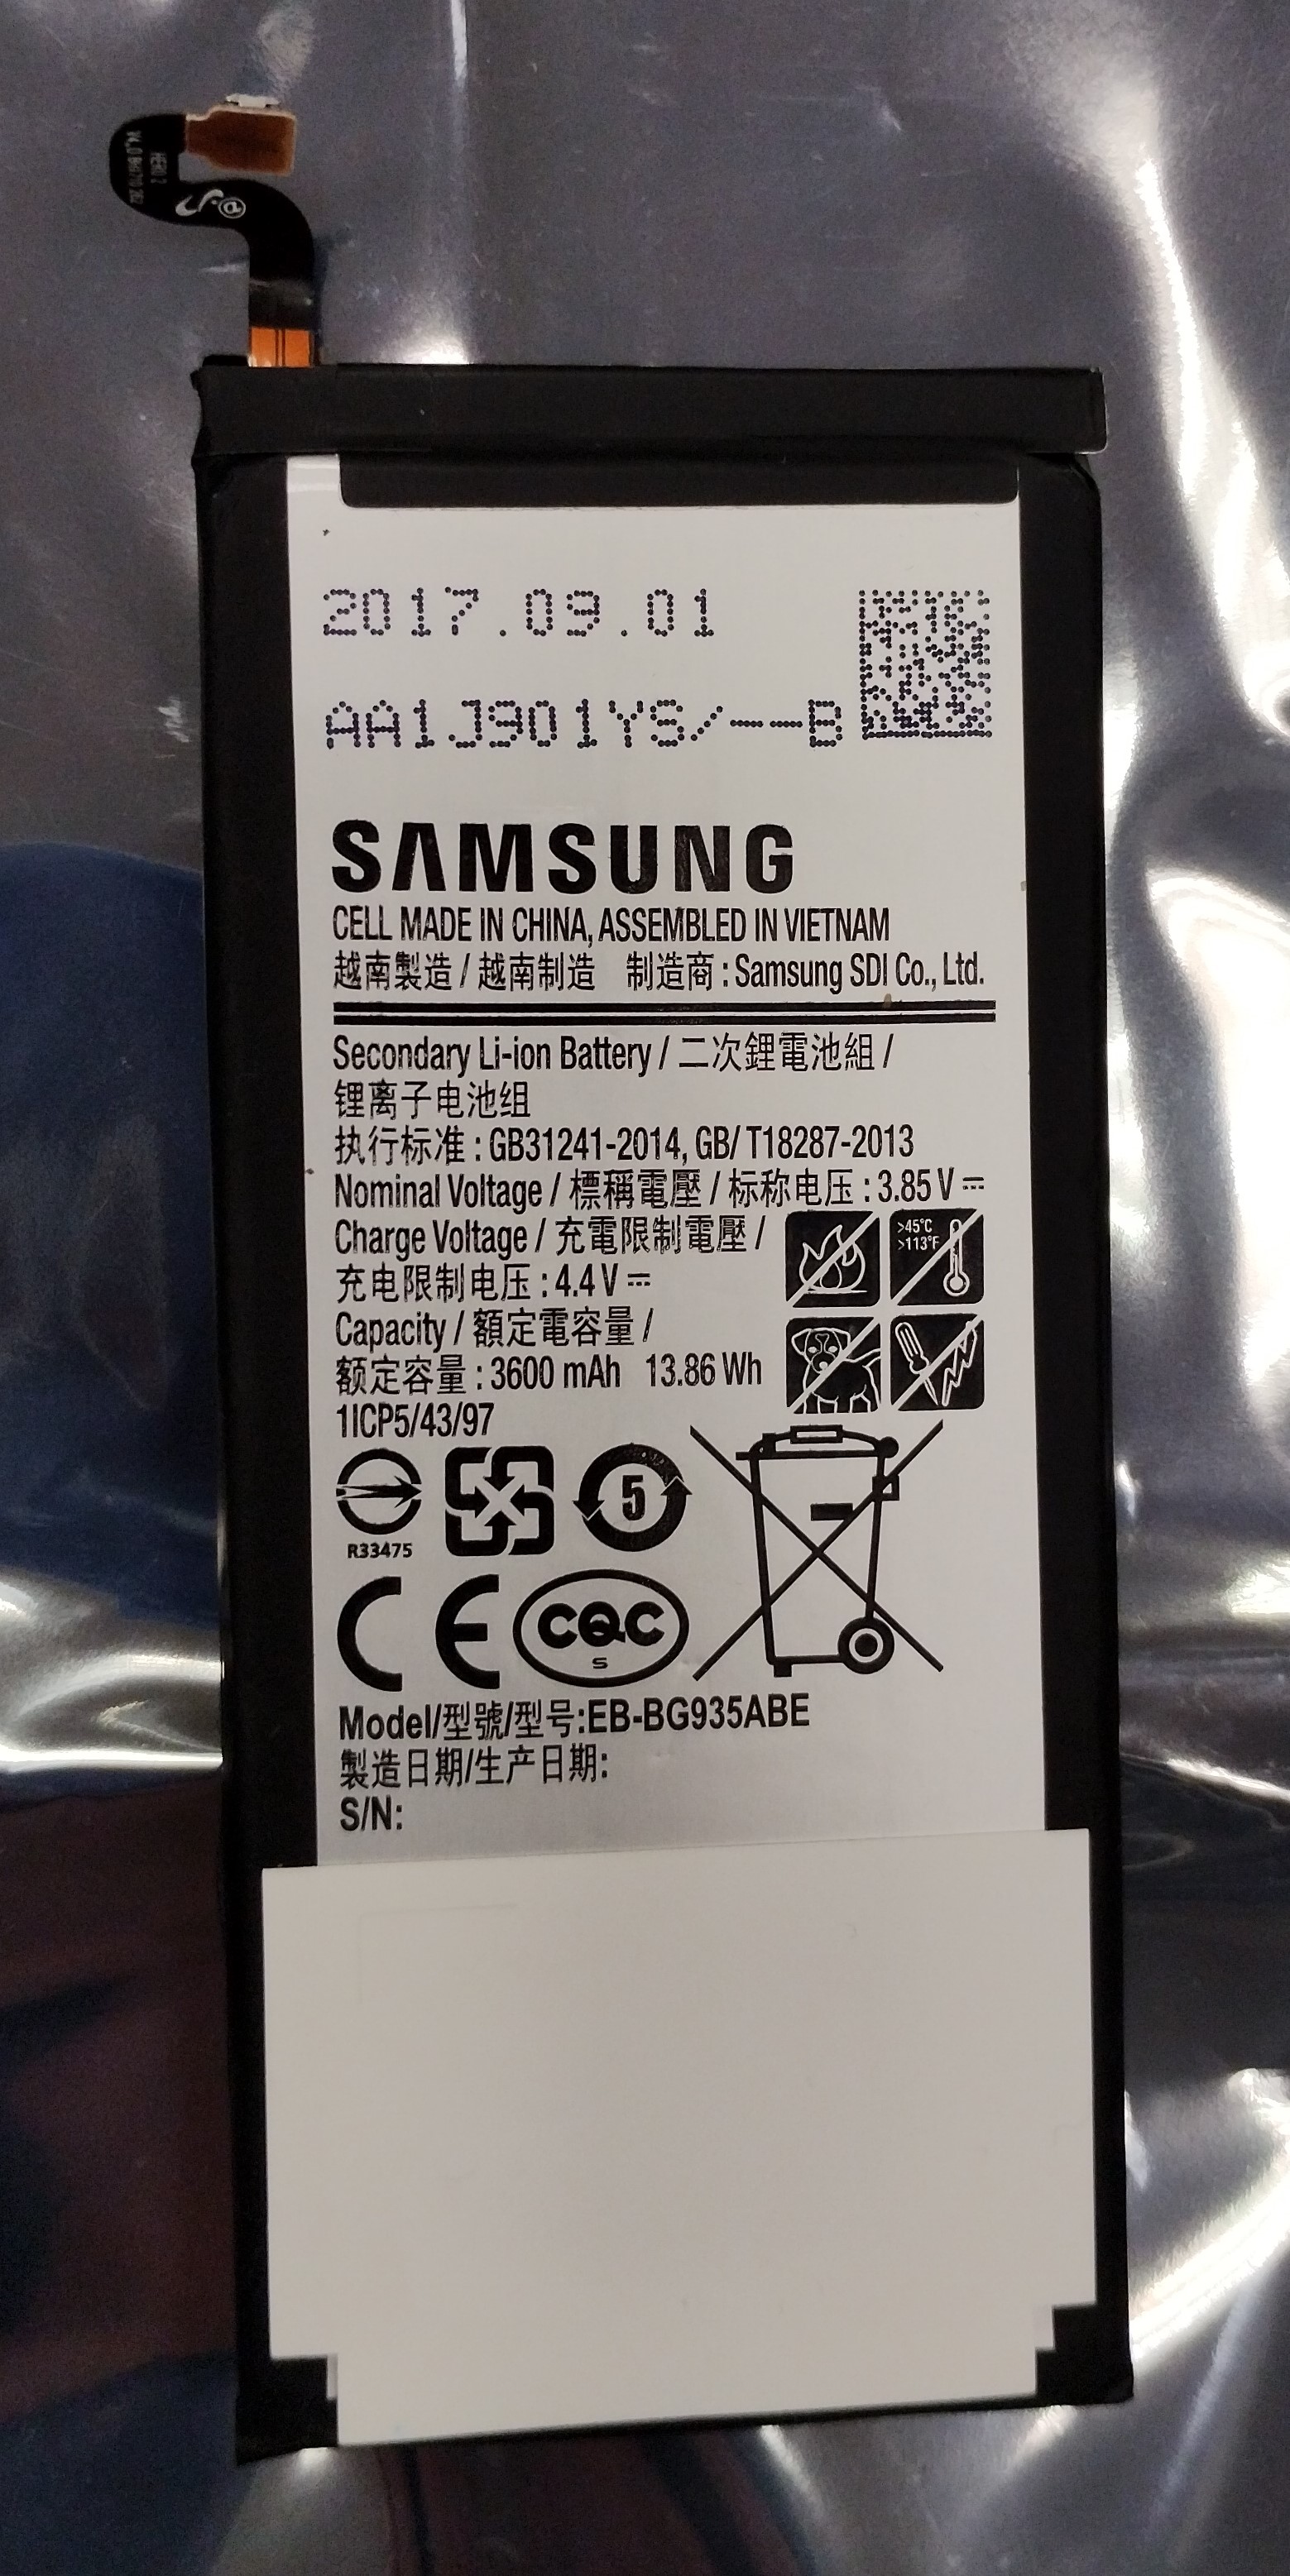 HERO 2
2017.09.01
AA1J901YS/--B
SAMSUNG
CELL MADE IN CHINA, ASSEMBLED IN VIETNAM
越南製造 / 越南制造 制造商 : Samsung SDI Co., Ltd.
Secondary Li-ion Battery / 二次鋰電池組 /
锂离子电池组
执行标准 : GB31241-2014, GB/ T18287-2013
Nominal Voltage / 標稱電壓 / 标称电压 : 3.85 V ⎓
Charge Voltage / 充電限制電壓 /
充电限制电压 : 4.4 V ⎓
>45°C
>113°F
Capacity / 額定電容量 /
额定容量 : 3600 mAh 13.86 Wh
1ICP5/43/97
R33475
5
CE
CQC
S
Model/型號/型号:EB-BG935ABE
製造日期/生产日期:
S/N: